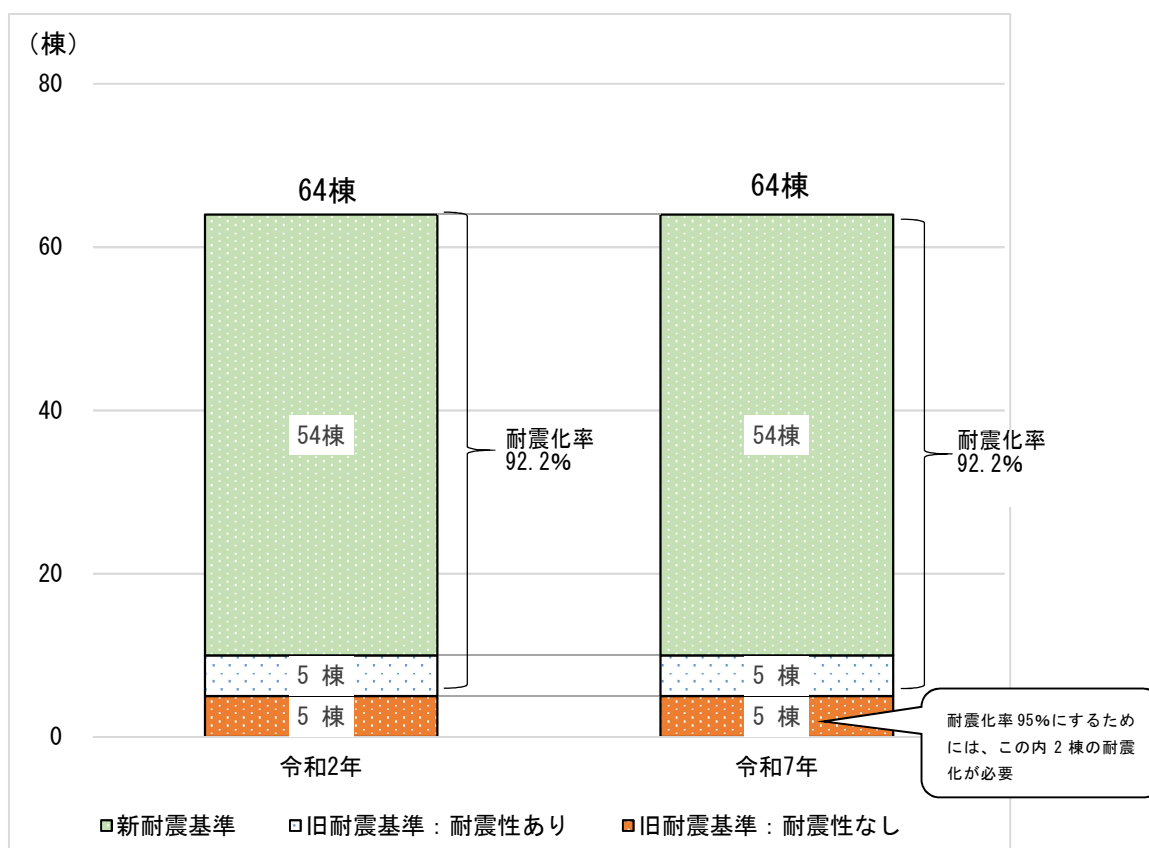 (棟)
80
64棟
64棟
60
40
54棟
54棟
耐震化率
92.2%
耐震化率
92.2%
20
5 棟
5 棟
5 棟
5 棟
0
耐震化率 95%にするため
には、この内 2 棟の耐震
化が必要
令和2年
令和7年
新耐震基準
旧耐震基準：耐震性あり
旧耐震基準：耐震性なし